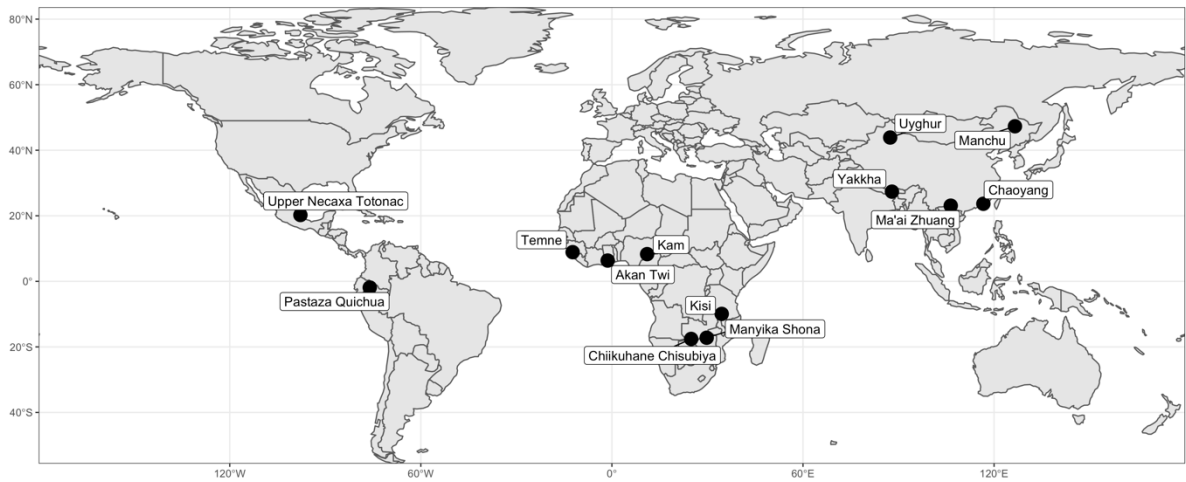 80°N
60°N
40°N
20°N
0°
20°S
40°S
Uyghur
Manchu
Yakkha
Chaoyang
Ma'ai Zhuang
Upper Necaxa Totonac
Temne
Kam
Akan Twi
Pastaza Quichua
Kisi
Manyika Shona
Chiikuhane Chisubiya
120°W
60°W
0°
60°E
120°E